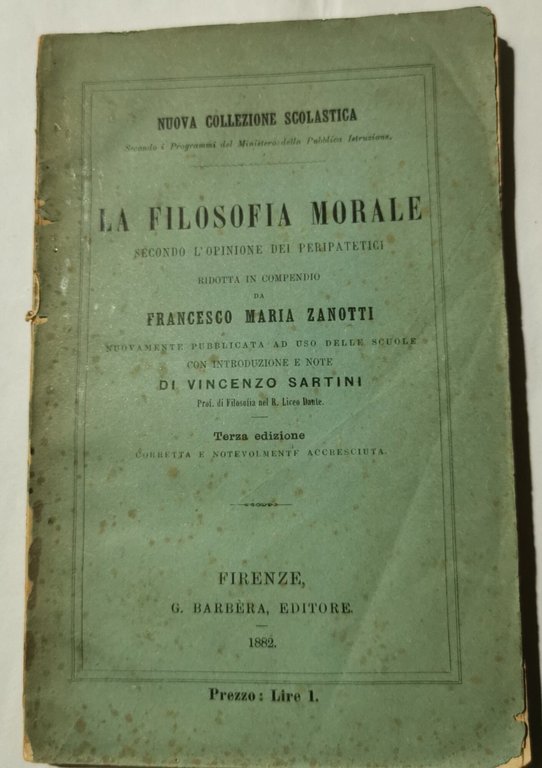 NUOVA COLLEZIONE SCOLASTICA
Secondo i Programmi del Ministero della Pubblica Istruzione.
LA FILOSOFIA MORALE
SECONDO L'OPINIONE DEI PERIPATETICI
RIDOTTA IN COMPENDIO
DA
FRANCESCO MARIA ZANOTTI
NUOVAMENTE PUBBLICATA AD USO DELLE SCUOLE
CON INTRODUZIONE E NOTE
DI VINCENZO SARTINI
Prof. di Filosofia nel R. Liceo Dante.
Terza edizione
CORRETTA E NOTEVOLMENTE ACCRESCIUTA.
FIRENZE,
G. BARBÈRA, EDITORE.
1882.
Prezzo: Lire 1.